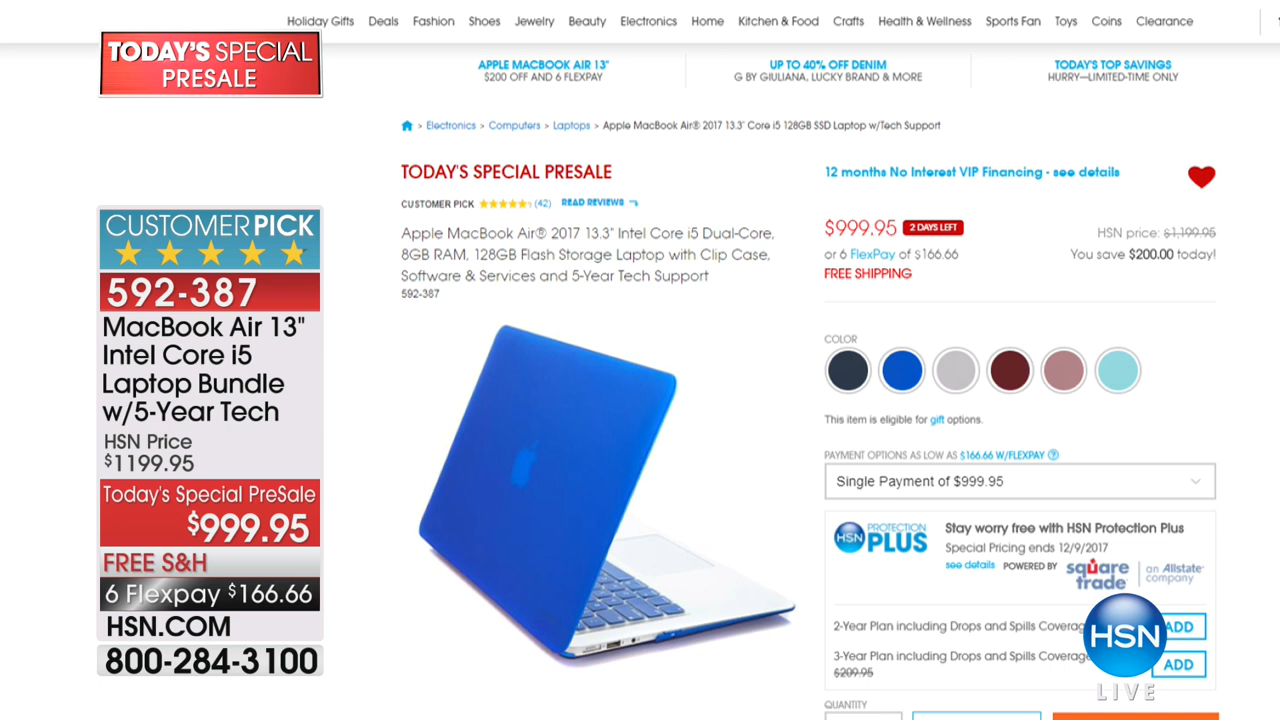 Holiday Gifts Deals Fashion Shoes Jewelry Beauty Electronics Home Kitchen & Food Crafts Health & Wellness Sports Fan Toys Coins Clearance
TODAY'S SPECIAL
PRESALE
APPLE MACBOOK AIR 13"
$200 OFF AND 6 FLEXPAY
UP TO 40% OFF DENIM
G BY GIULIANA, LUCKY BRAND & MORE
TODAY'S TOP SAVINGS
HURRY—LIMITED-TIME ONLY
> Electronics > Computers > Laptops > Apple MacBook Air® 2017 13.3" Core i5 128GB SSD Laptop w/Tech Support
TODAY'S SPECIAL PRESALE
CUSTOMER PICK (42) READ REVIEWS
Apple MacBook Air® 2017 13.3" Intel Core i5 Dual-Core,
8GB RAM, 128GB Flash Storage Laptop with Clip Case,
Software & Services and 5-Year Tech Support
592-387
12 months No Interest VIP Financing - see details
$999.95 2 DAYS LEFT
HSN price: $1,199.95
or 6 FlexPay of $166.66
You save $200.00 today!
FREE SHIPPING
COLOR
This item is eligible for gift options.
PAYMENT OPTIONS AS LOW AS $166.66 W/FLEXPAY ?
Single Payment of $999.95
HSN PROTECTION PLUS
Stay worry free with HSN Protection Plus
Special Pricing ends 12/9/2017
see details POWERED BY
square trade
an Allstate company
2-Year Plan including Drops and Spills Coverag
ADD
3-Year Plan including Drops and Spills Coverage
$209.95
ADD
QUANTITY
CUSTOMER PICK
592-387
MacBook Air 13"
Intel Core i5
Laptop Bundle
w/5-Year Tech
HSN Price
$1199.95
Today's Special PreSale
$999.95
FREE S&H
6 Flexpay $166.66
HSN.COM
800-284-3100
HSN
LIVE